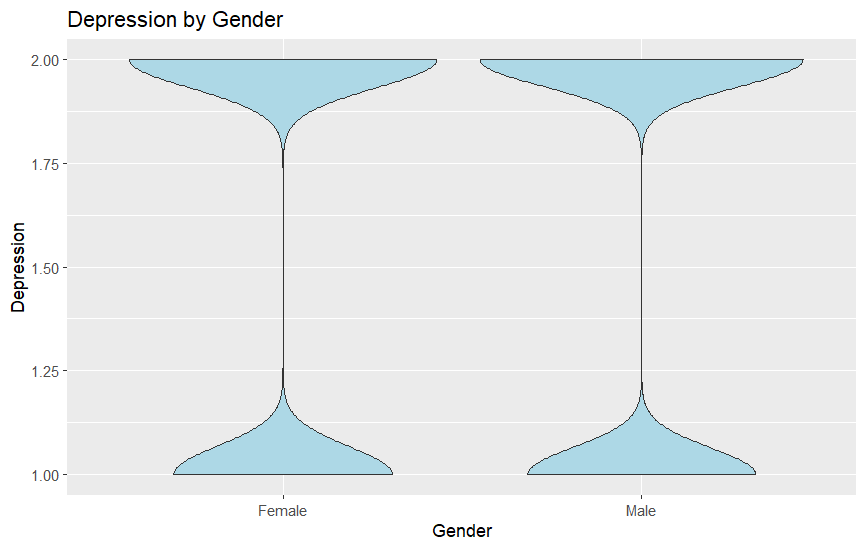 Depression by Gender
2.00
1.75
1.50
1.25
1.00
Depression
Female Male
Gender